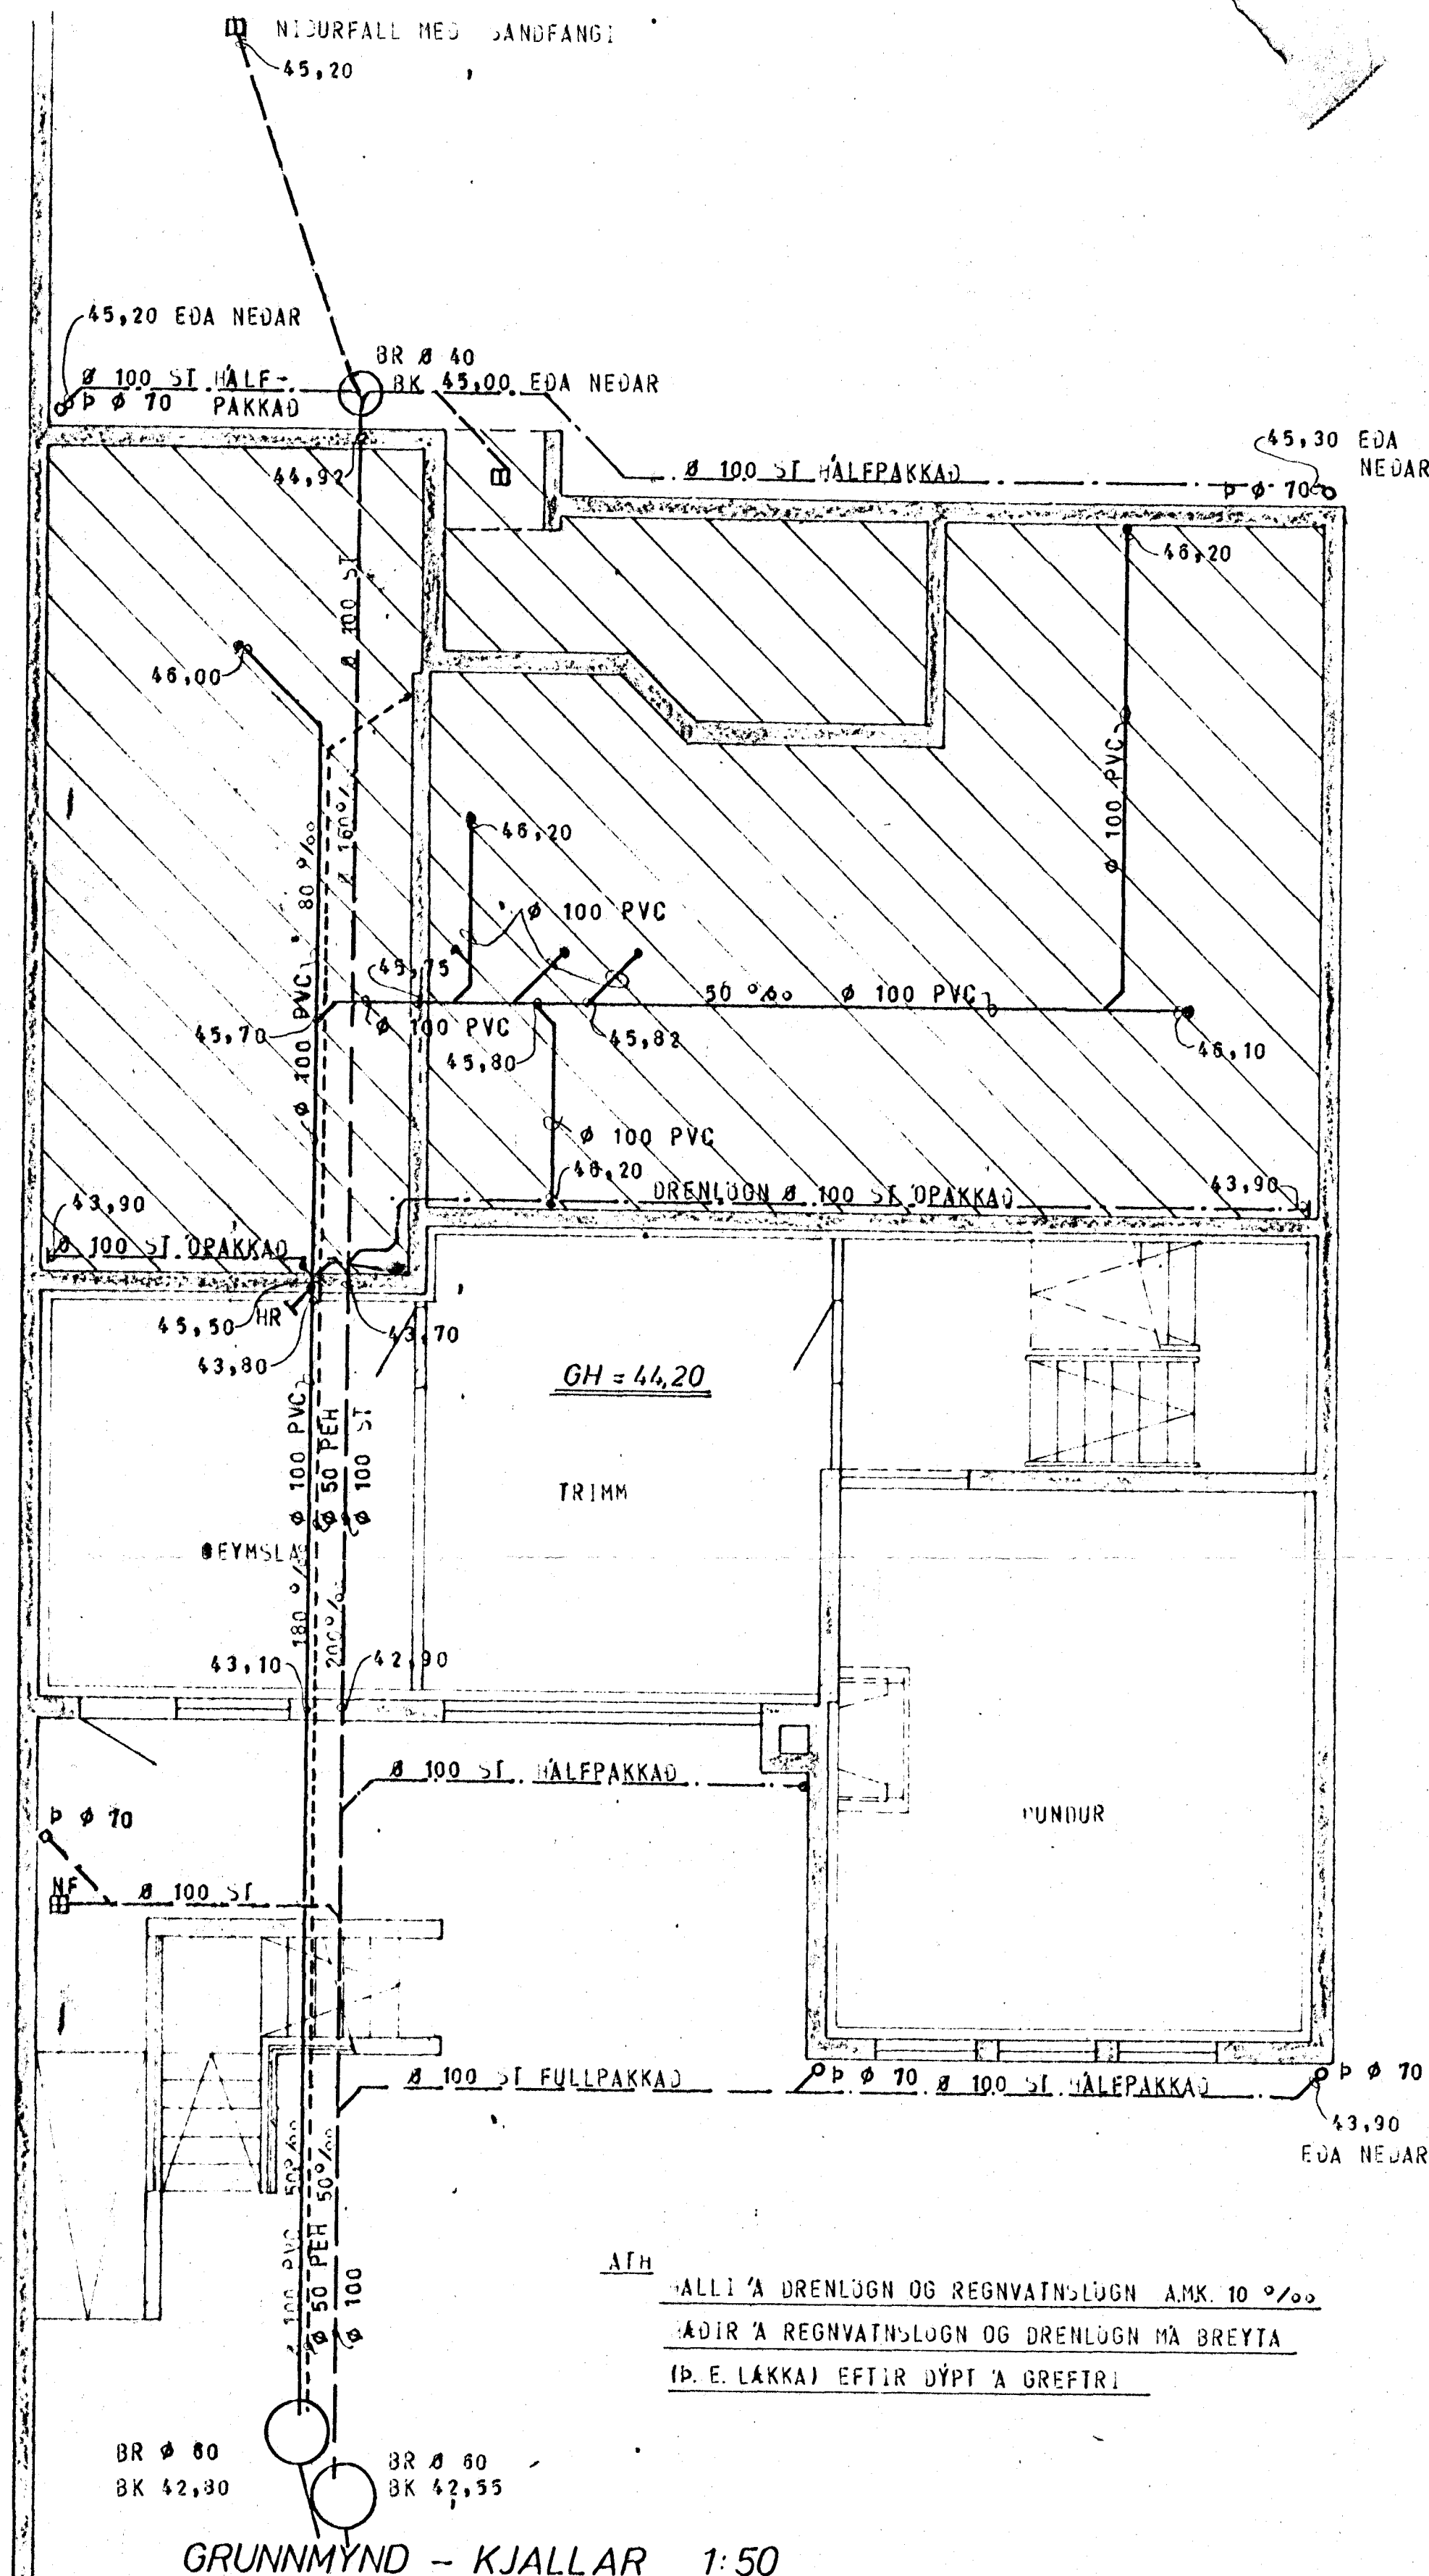 NIÐURFALL MEÐ SANDFANGI
45,20
45,20 EÐA NEÐAR
Ø 100 ST HÁLF-
Þ Ø 70 PAKKAÐ
BR Ø 40
BK 45,00 EÐA NEÐAR
44,92
Ø 100 ST HÁLFPAKKAÐ
45,30 EÐA
NEÐAR
Þ Ø 70
46,20
Ø 100 ST
46,00
160‰
Ø 100 PVC
46,20
80 ‰
Ø 100 PVC
45,75
50 ‰ Ø 100 PVC
Ø 100 PVC
45,70
Ø 100 PVC
45,80
45,82
46,10
Ø 100 PVC
46,20
43,90
DRENLÖGN Ø 100 ST ÓPAKKAÐ
43,90
Ø 100 ST ÓPAKKAÐ
45,50
HR
43,70
43,80
GH = 44,20
Ø 100 PVC
Ø 50 PEH
Ø 100 ST
TRIMM
GEYMSLA
180 ‰
200‰
43,10
42,90
Ø 100 ST HÁLFPAKKAÐ
Þ Ø 70
PUNDUR
NF
Ø 100 ST
Ø 100 ST FULLPAKKAÐ
Þ Ø 70
Ø 100 ST HÁLFPAKKAÐ
Þ Ø 70
43,90
EÐA NEÐAR
Ø 100 PVC 50‰
Ø 50 PEH 50‰
Ø 100
ATH
HALLI Á DRENLÖGN OG REGNVATNSLÖGN A.M.K. 10 ‰
HÆÐIR Á REGNVATNSLÖGN OG DRENLÖGN MÁ BREYTA
(Þ.E. LÆKKA) EFTIR DÝPT Á GREFTRI
BR Ø 60
BK 42,80
BR Ø 60
BK 42,55
GRUNNMYND - KJALLAR 1:50